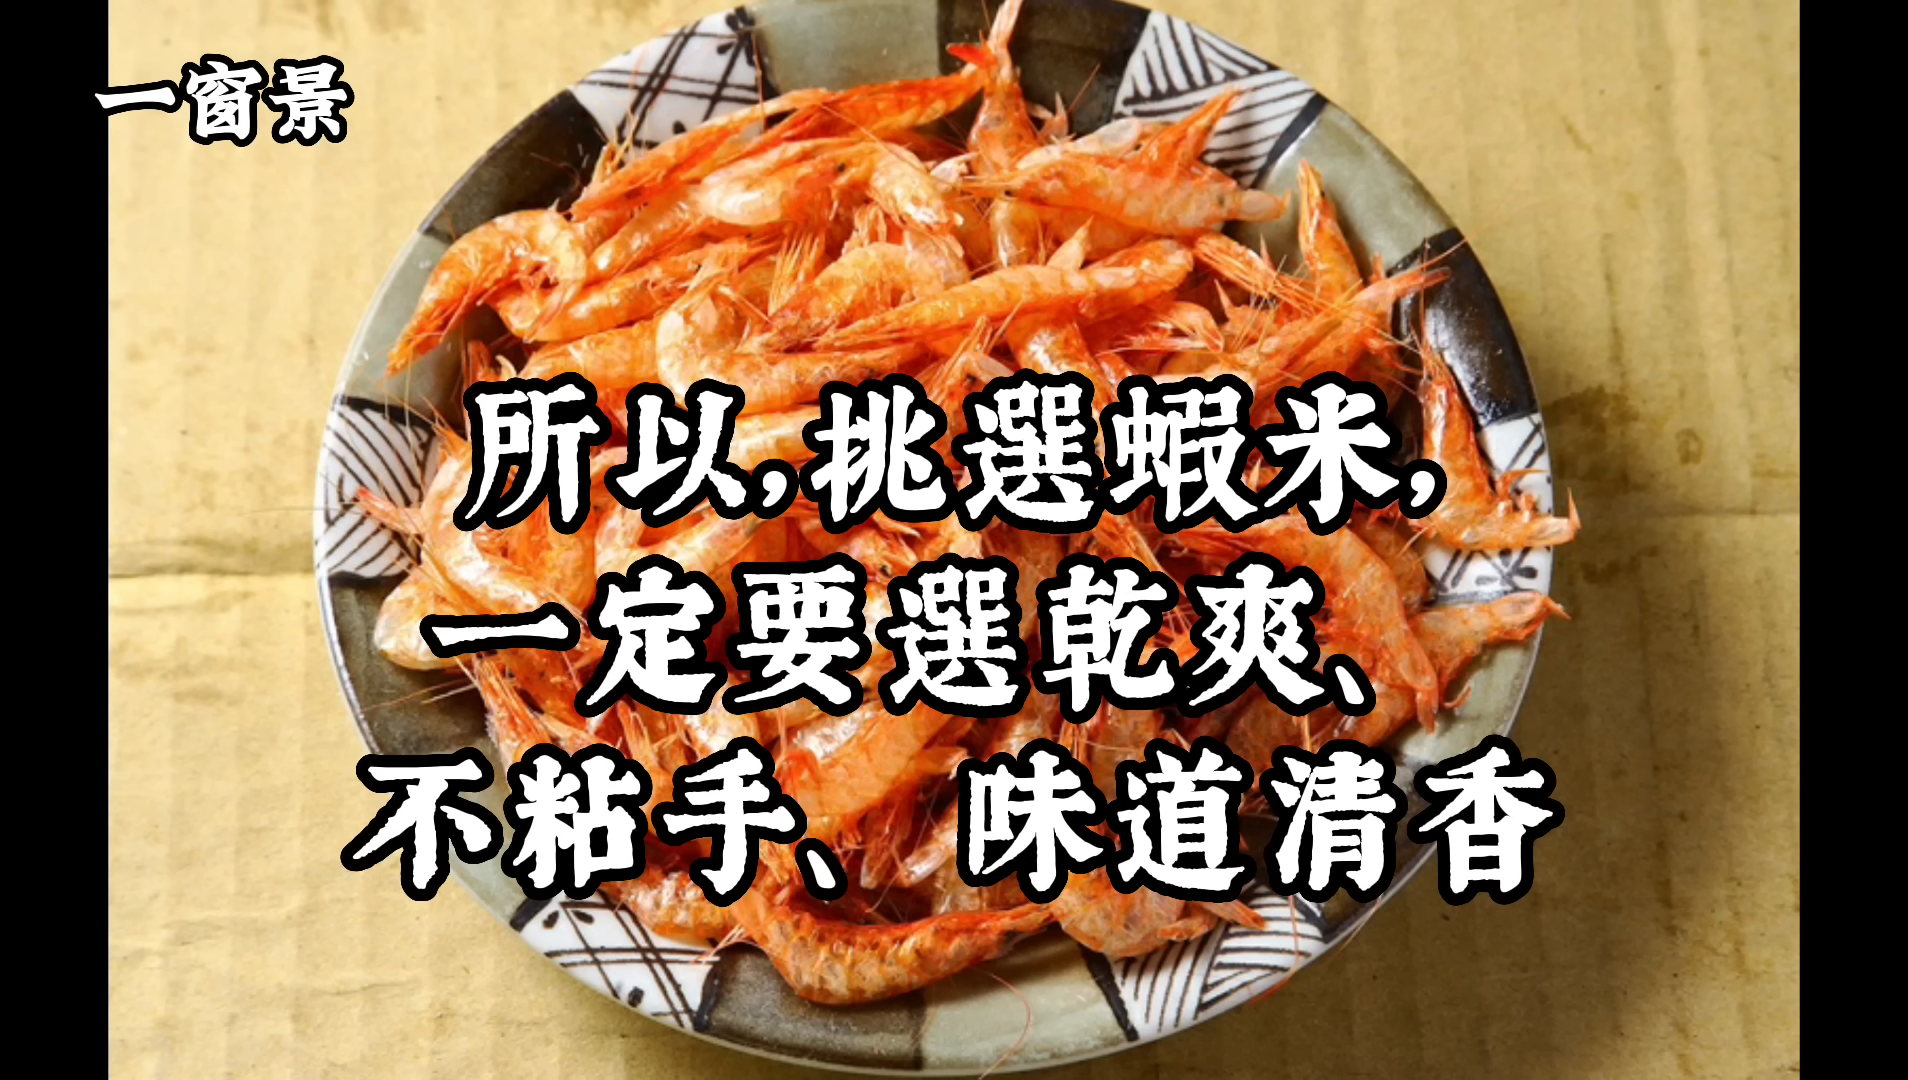 一窗景
所以,挑選蝦米,
一定要選乾爽、
不粘手、味道清香